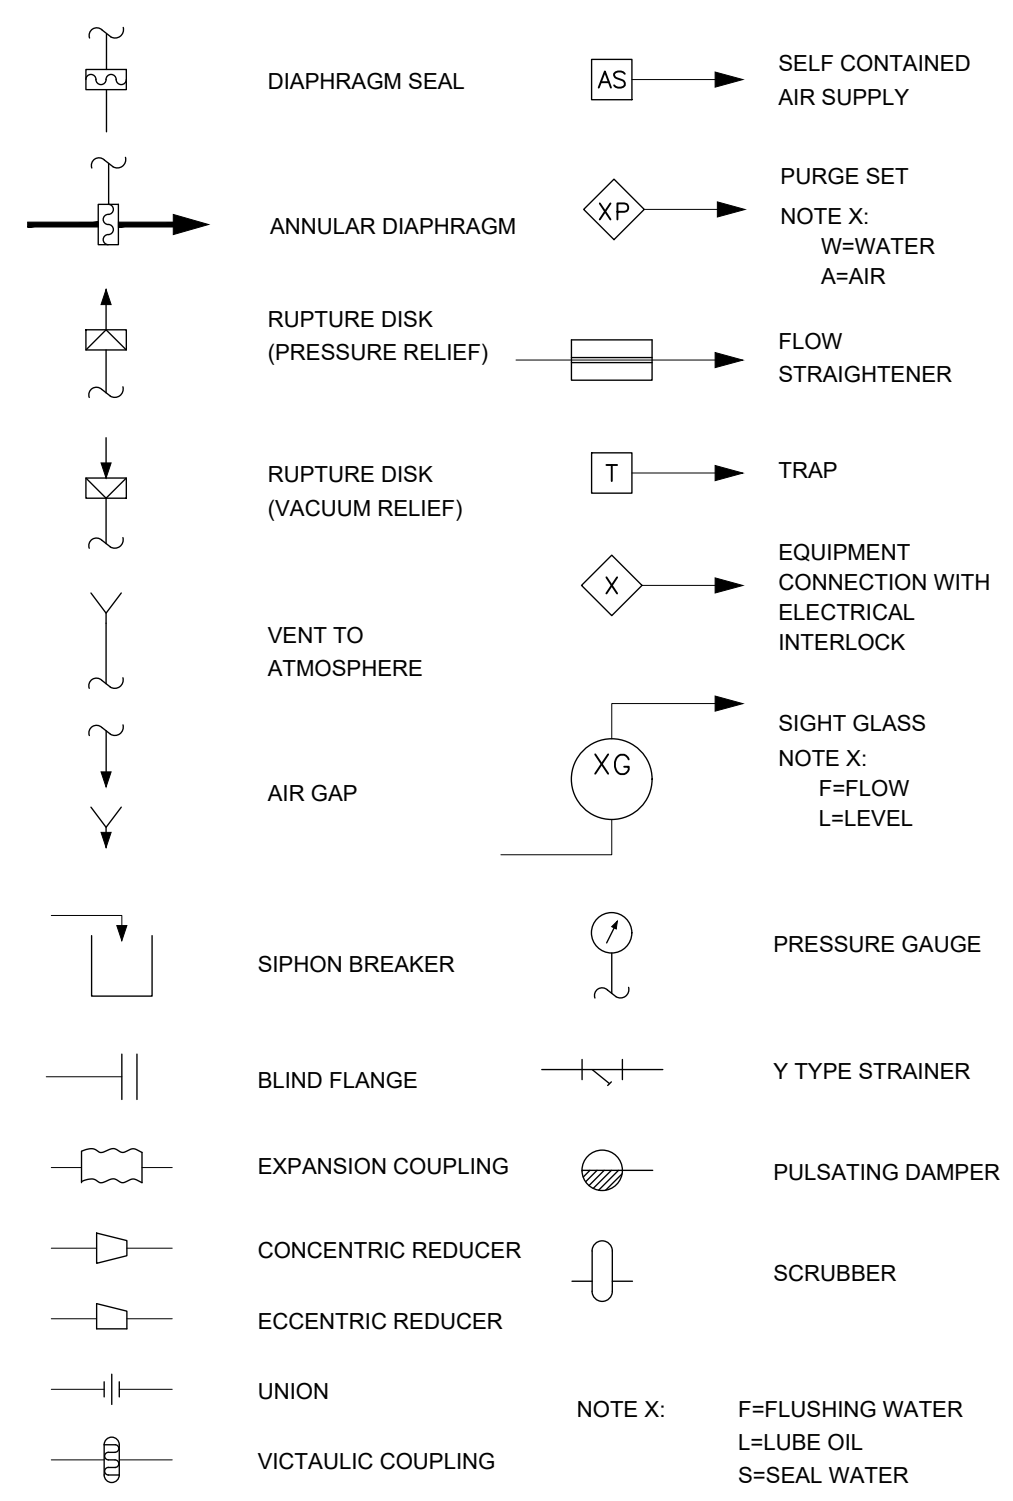 DIAPHRAGM SEAL
ANNULAR DIAPHRAGM
RUPTURE DISK
(PRESSURE RELIEF)
RUPTURE DISK
(VACUUM RELIEF)
VENT TO
ATMOSPHERE
AIR GAP
SIPHON BREAKER
BLIND FLANGE
EXPANSION COUPLING
CONCENTRIC REDUCER
ECCENTRIC REDUCER
UNION
VICTAULIC COUPLING
AS
SELF CONTAINED
AIR SUPPLY
XP
PURGE SET
NOTE X:
W=WATER
A=AIR
FLOW
STRAIGHTENER
T
TRAP
X
EQUIPMENT
CONNECTION WITH
ELECTRICAL
INTERLOCK
XG
SIGHT GLASS
NOTE X:
F=FLOW
L=LEVEL
PRESSURE GAUGE
Y TYPE STRAINER
PULSATING DAMPER
SCRUBBER
NOTE X: F=FLUSHING WATER
L=LUBE OIL
S=SEAL WATER